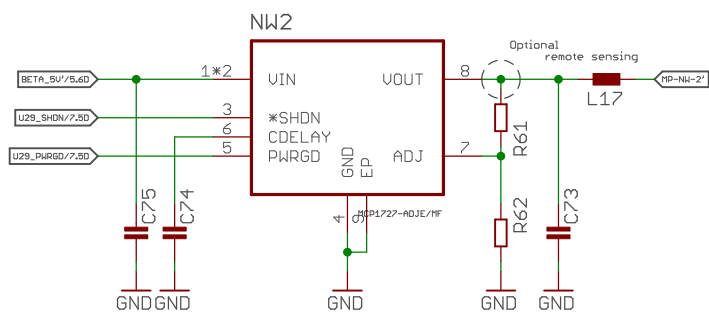 NW2
Optional
remote sensing
BETA_5V'/5.6D
1*2
VIN
VOUT
8
MP-NW-2'
L17
U29_SHDN/7.5D
3
*SHDN
R61
6
CDELAY
U29_PWRGD/7.5D
5
PWRGD
GND
EP
ADJ
7
C75
C74
4
9
MCP1727-ADJE/MF
R62
C73
GND
GND
GND
GND
GND